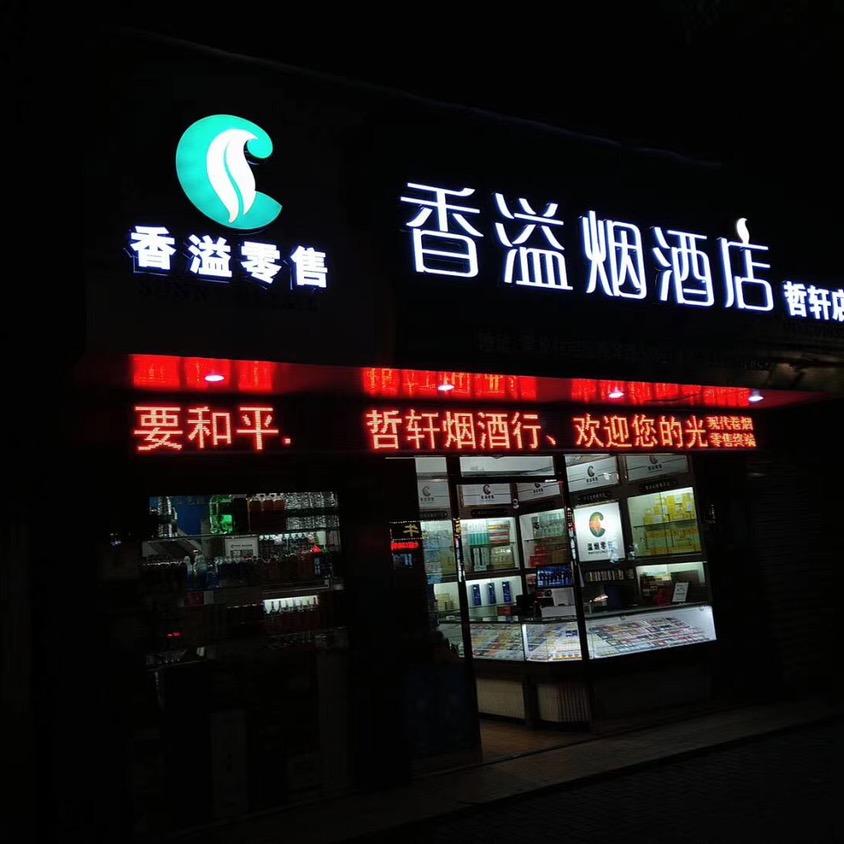 香溢零售
香溢烟酒店
哲轩店
要和平.
哲轩烟酒行、欢迎您的光
现代卷烟
零售终端